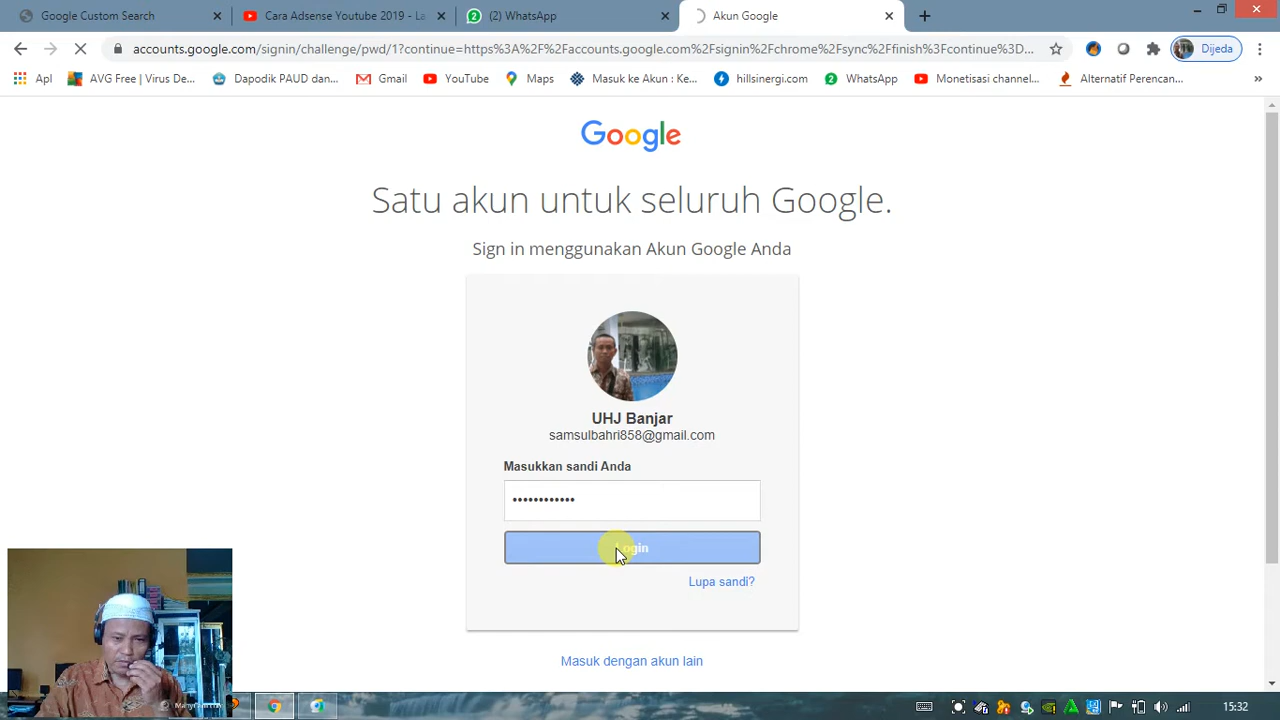 Google Custom Search
Cara Adsense Youtube 2019 - La
(2) WhatsApp
Akun Google
accounts.google.com/signin/challenge/pwd/1?continue=https%3A%2F%2Faccounts.google.com%2Fsignin%2Fchrome%2Fsync%2Ffinish%3Fcontinue%3D...
Dijeda
Apl
AVG Free | Virus De...
Dapodik PAUD dan...
Gmail
YouTube
Maps
Masuk ke Akun : Ke...
hillsinergi.com
2
WhatsApp
Monetisasi channel...
Alternatif Perencan...
»
Google
Satu akun untuk seluruh Google.
Sign in menggunakan Akun Google Anda
UHJ Banjar
samsulbahri858@gmail.com
Masukkan sandi Anda
••••••••••••
Login
Lupa sandi?
Masuk dengan akun lain
15:32